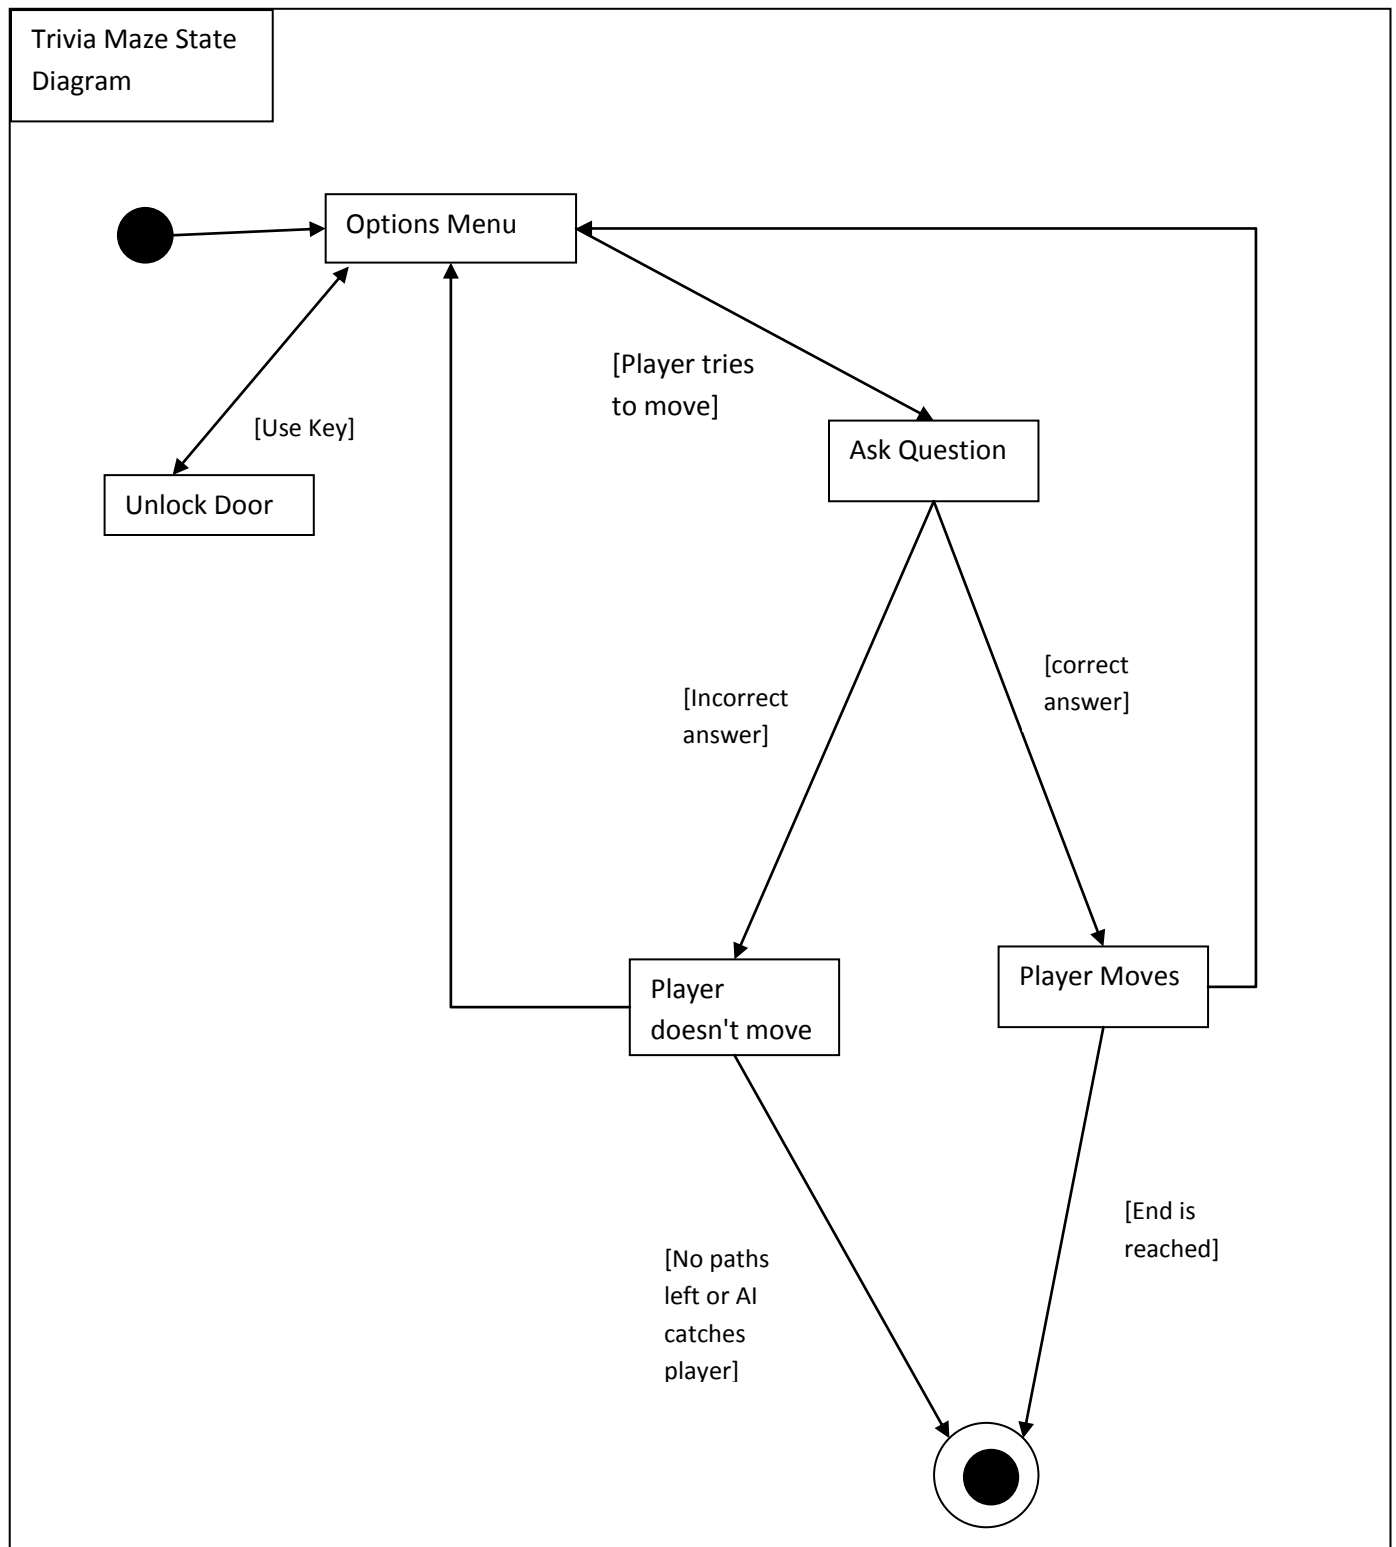 Trivia Maze State
Diagram
Options Menu
[Player tries
to move]
[Use Key]
Ask Question
Unlock Door
[correct
answer]
[Incorrect
answer]
Player Moves
Player
doesn't move
[End is
reached]
[No paths
left or AI
catches
player]